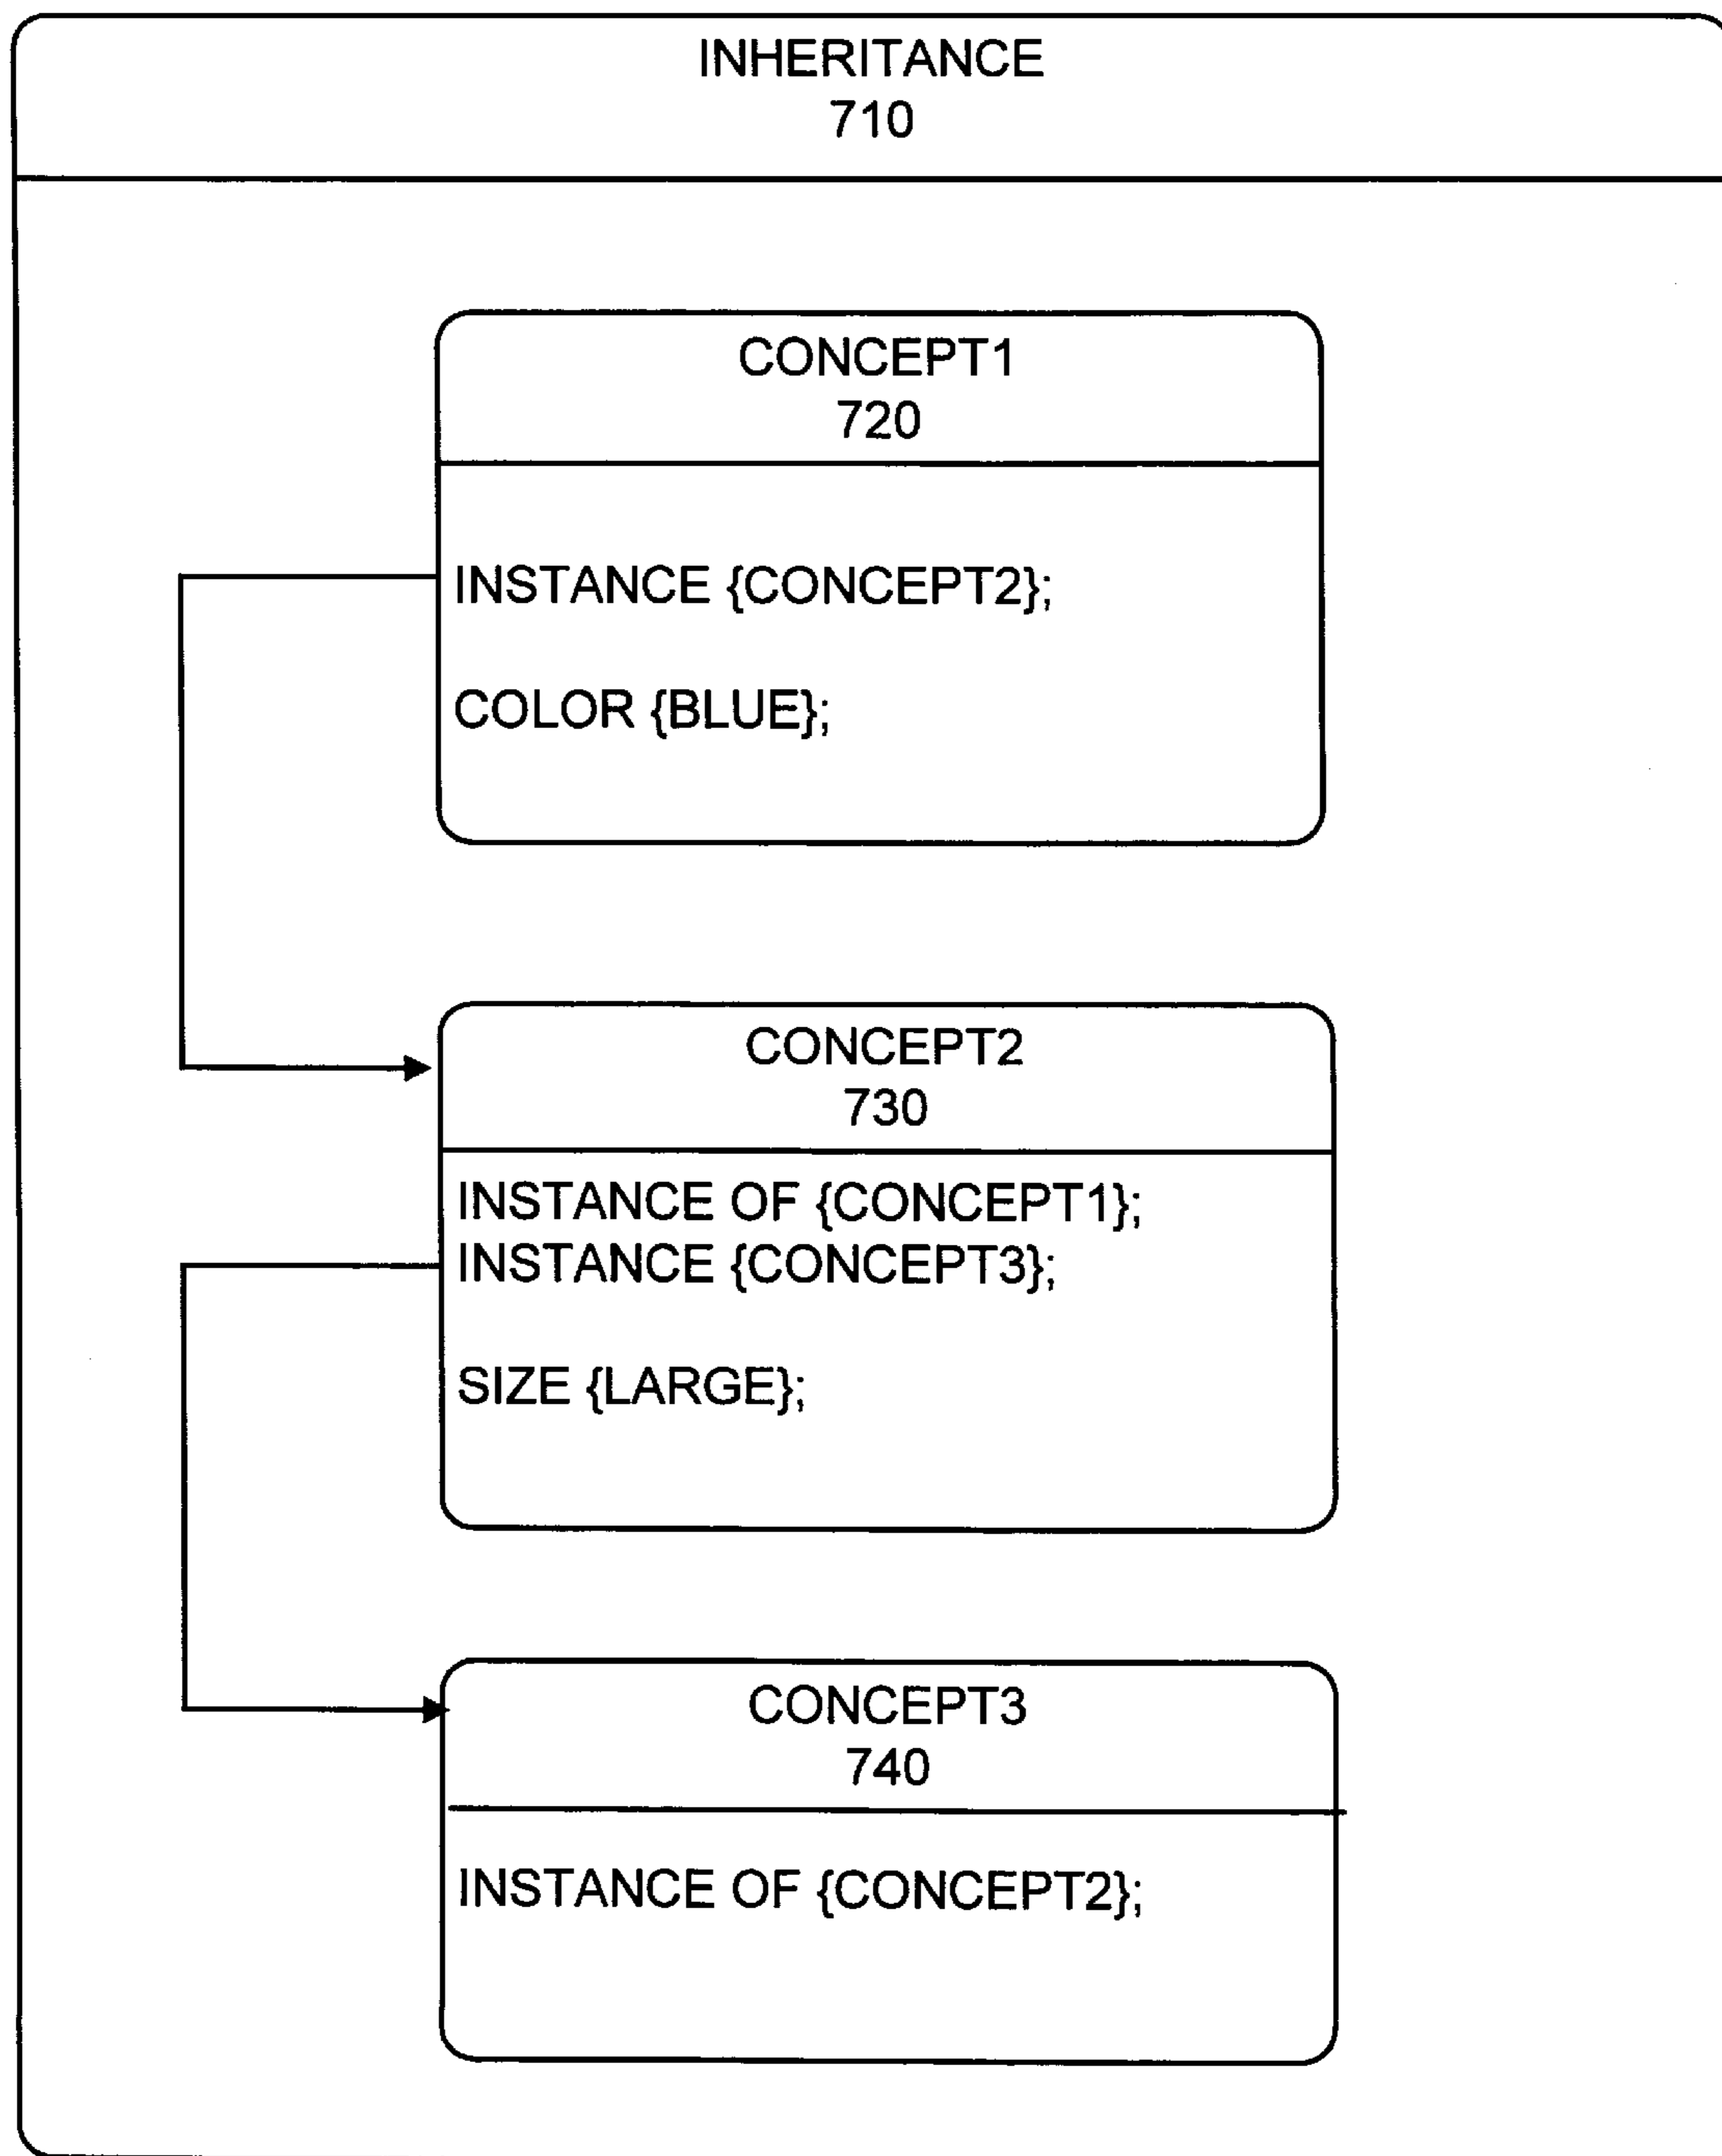 INHERITANCE
710
CONCEPT1
720
INSTANCE {CONCEPT2};
COLOR {BLUE};
CONCEPT2
730
INSTANCE OF {CONCEPT1};
INSTANCE {CONCEPT3};
SIZE {LARGE};
CONCEPT3
740
INSTANCE OF {CONCEPT2};